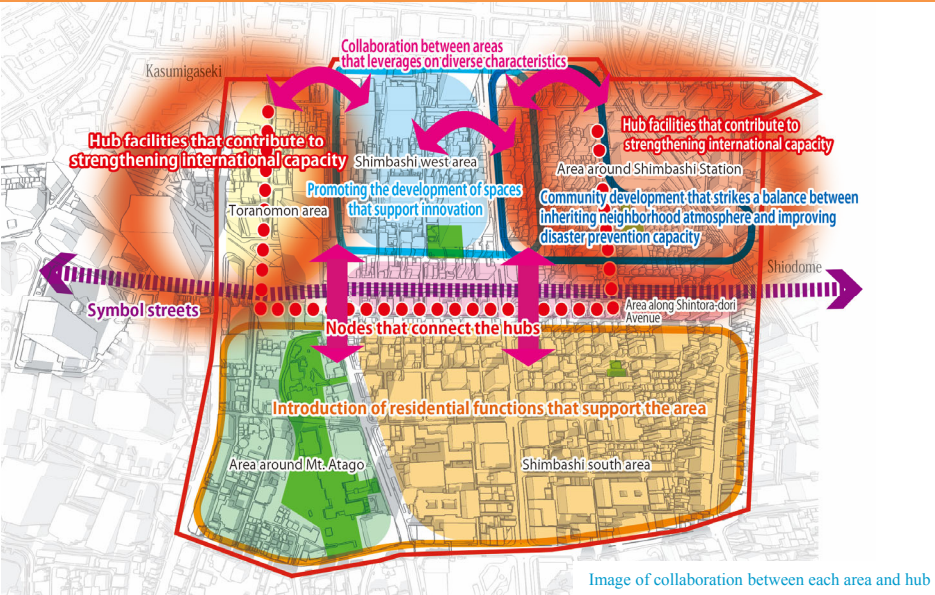 Collaboration between areas
that leverages on diverse characteristics
Kasumigaseki
Hub facilities that contribute to
strengthening international capacity
Hub facilities that contribute to
strengthening international capacity
Shimbashi west area
Area around Shimbashi Station
Promoting the development of spaces
that support innovation
Community development that strikes a balance between
inheriting neighborhood atmosphere and improving
disaster prevention capacity
Toranomon area
Shiodome
Symbol streets
Area along Shintora-dori
Avenue
Nodes that connect the hubs
Introduction of residential functions that support the area
Area around Mt. Atago
Shimbashi south area
Image of collaboration between each area and hub